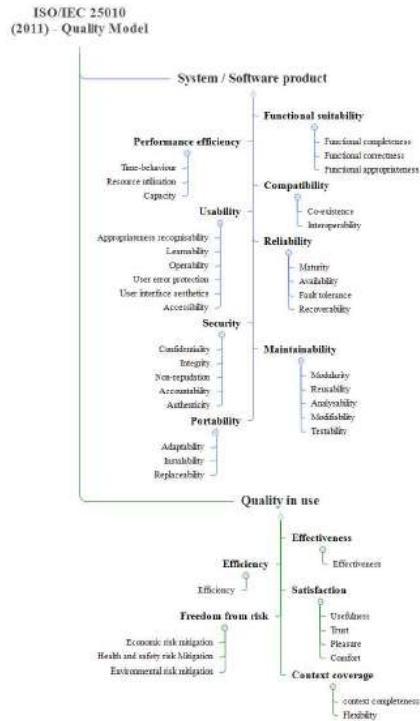 ISO/IEC 25010
(2011) - Quality Model
System / Software product
Functional suitability
Functional completeness
Functional correctness
Functional appropriateness
Performance efficiency
Time-behaviour
Resource utilisation
Capacity
Compatibility
Co-existence
Interoperability
Usability
Appropriateness recognisability
Learnability
Operability
User error protection
User interface aesthetics
Accessibility
Reliability
Maturity
Availability
Fault tolerance
Recoverability
Security
Confidentiality
Integrity
Non-repudation
Accountability
Authenticity
Maintainability
Modularity
Reusability
Analysability
Modifiability
Testability
Portability
Adaptability
Instalability
Replaceability
Quality in use
Effectiveness
Effectiveness
Efficiency
Efficiency
Satisfaction
Usefulness
Trust
Pleasure
Comfort
Freedom from risk
Economic risk mitigation
Health and safety risk Mitigation
Environmental risk mitigation
Context coverage
context completeness
Flexibility